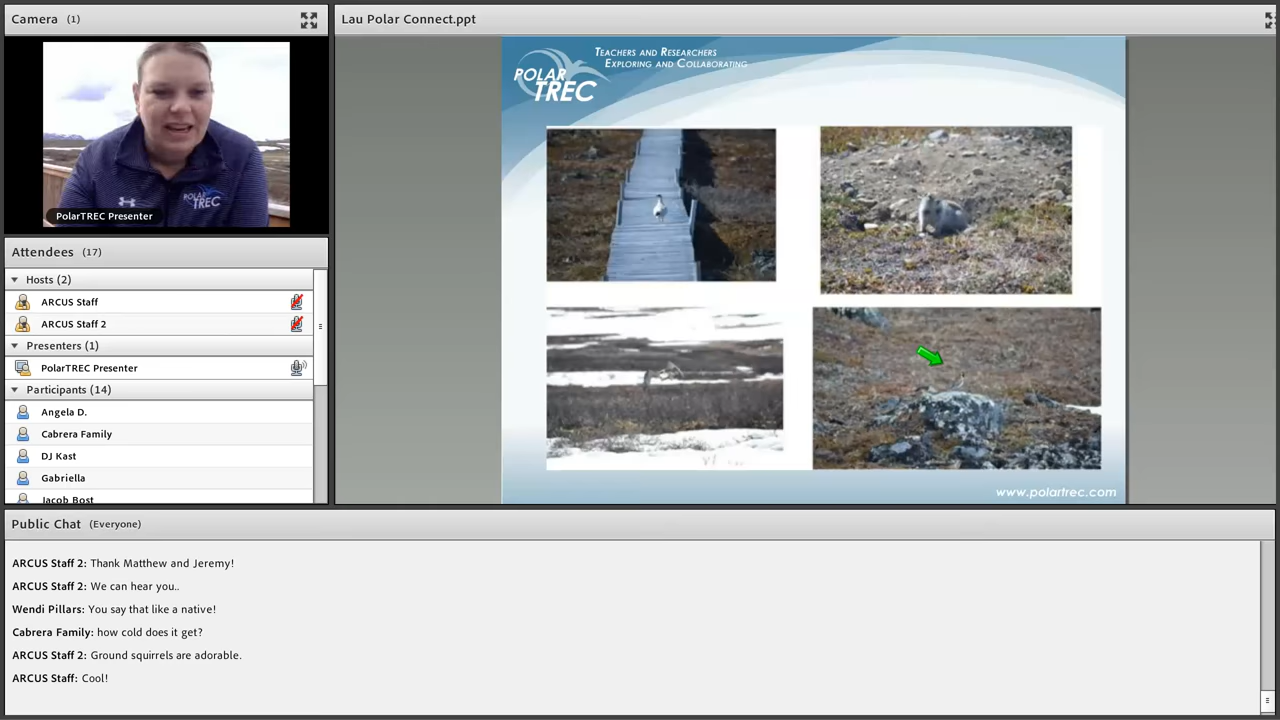 Camera (1)
PolarTREC Presenter
POLAR
TREC
Attendees (17)
Hosts (2)
ARCUS Staff
ARCUS Staff 2
Presenters (1)
PolarTREC Presenter
Participants (14)
Angela D.
Cabrera Family
DJ Kast
Gabriella
Jacob Bost
Lau Polar Connect.ppt
TEACHERS AND RESEARCHERS
EXPLORING AND COLLABORATING
POLAR
TREC
www.polartrec.com
Public Chat (Everyone)
ARCUS Staff 2: Thank Matthew and Jeremy!
ARCUS Staff 2: We can hear you..
Wendi Pillars: You say that like a native!
Cabrera Family: how cold does it get?
ARCUS Staff 2: Ground squirrels are adorable.
ARCUS Staff: Cool!